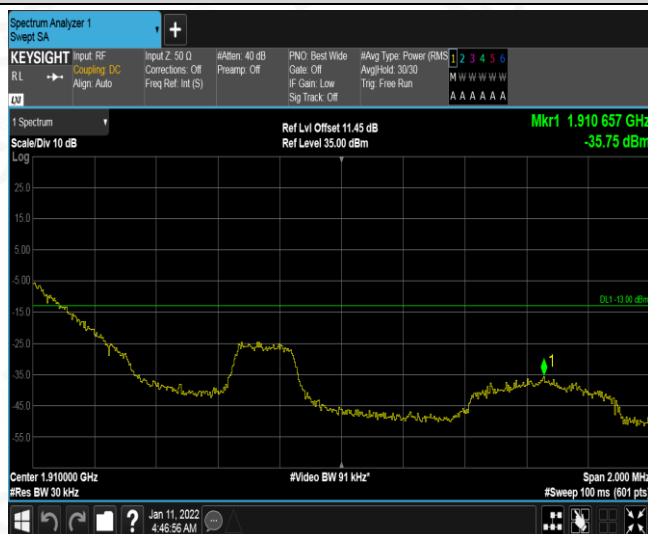 Spectrum Analyzer 1
Swept SA
+
KEYSIGHT
RL
Input: RF
Coupling: DC
Align: Auto
Input Z: 50 Ω
Corrections: Off
Freq Ref: Int (S)
#Atten: 40 dB
Preamp: Off
PNO: Best Wide
Gate: Off
IF Gain: Low
Sig Track: Off
#Avg Type: Power (RMS
Avg|Hold: 30/30
Trig: Free Run
1 2 3 4 5 6
M W W W W W
A A A A A A
LXI
1 Spectrum
Scale/Div 10 dB
Ref Lvl Offset 11.45 dB
Ref Level 35.00 dBm
Mkr1 1.910 657 GHz
-35.75 dBm
Log
25.0
15.0
5.00
-5.00
DL1 -13.00 dBm
-15.0
-25.0
-35.0
1
-45.0
-55.0
Center 1.910000 GHz
#Video BW 91 kHz*
Span 2.000 MHz
#Res BW 30 kHz
#Sweep 100 ms (601 pts)
?
Jan 11, 2022
4:46:56 AM